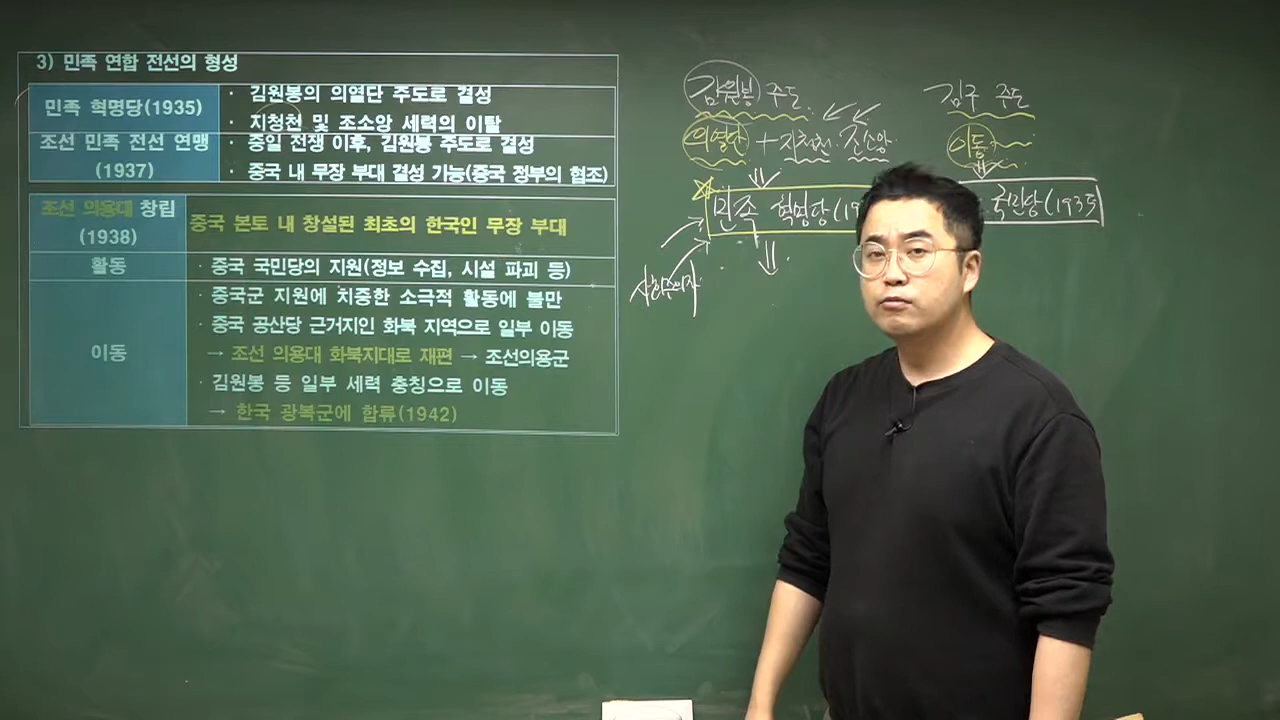 3) 민족 연합 전선의 형성
민족 혁명당(1935)
· 김원봉의 의열단 주도로 결성
· 지청천 및 조소앙 세력의 이탈
조선 민족 전선 연맹
(1937)
· 중일 전쟁 이후, 김원봉 주도로 결성
· 중국 내 무장 부대 결성 가능(중국 정부의 협조)
조선 의용대 창립
(1938)
중국 본토 내 창설된 최초의 한국인 무장 부대
활동
· 중국 국민당의 지원(정보 수집, 시설 파괴 등)
이동
· 중국군 지원에 치중한 소극적 활동에 불만
· 중국 공산당 근거지인 화북 지역으로 일부 이동
→ 조선 의용대 화북지대로 재편 → 조선의용군
· 김원봉 등 일부 세력 충칭으로 이동
→ 한국 광복군에 합류(1942)
김원봉 주도
의열단 + 지청천 조소앙
민족 혁명당(19
사회주의자
김구 주도
이동
국민당(1935)